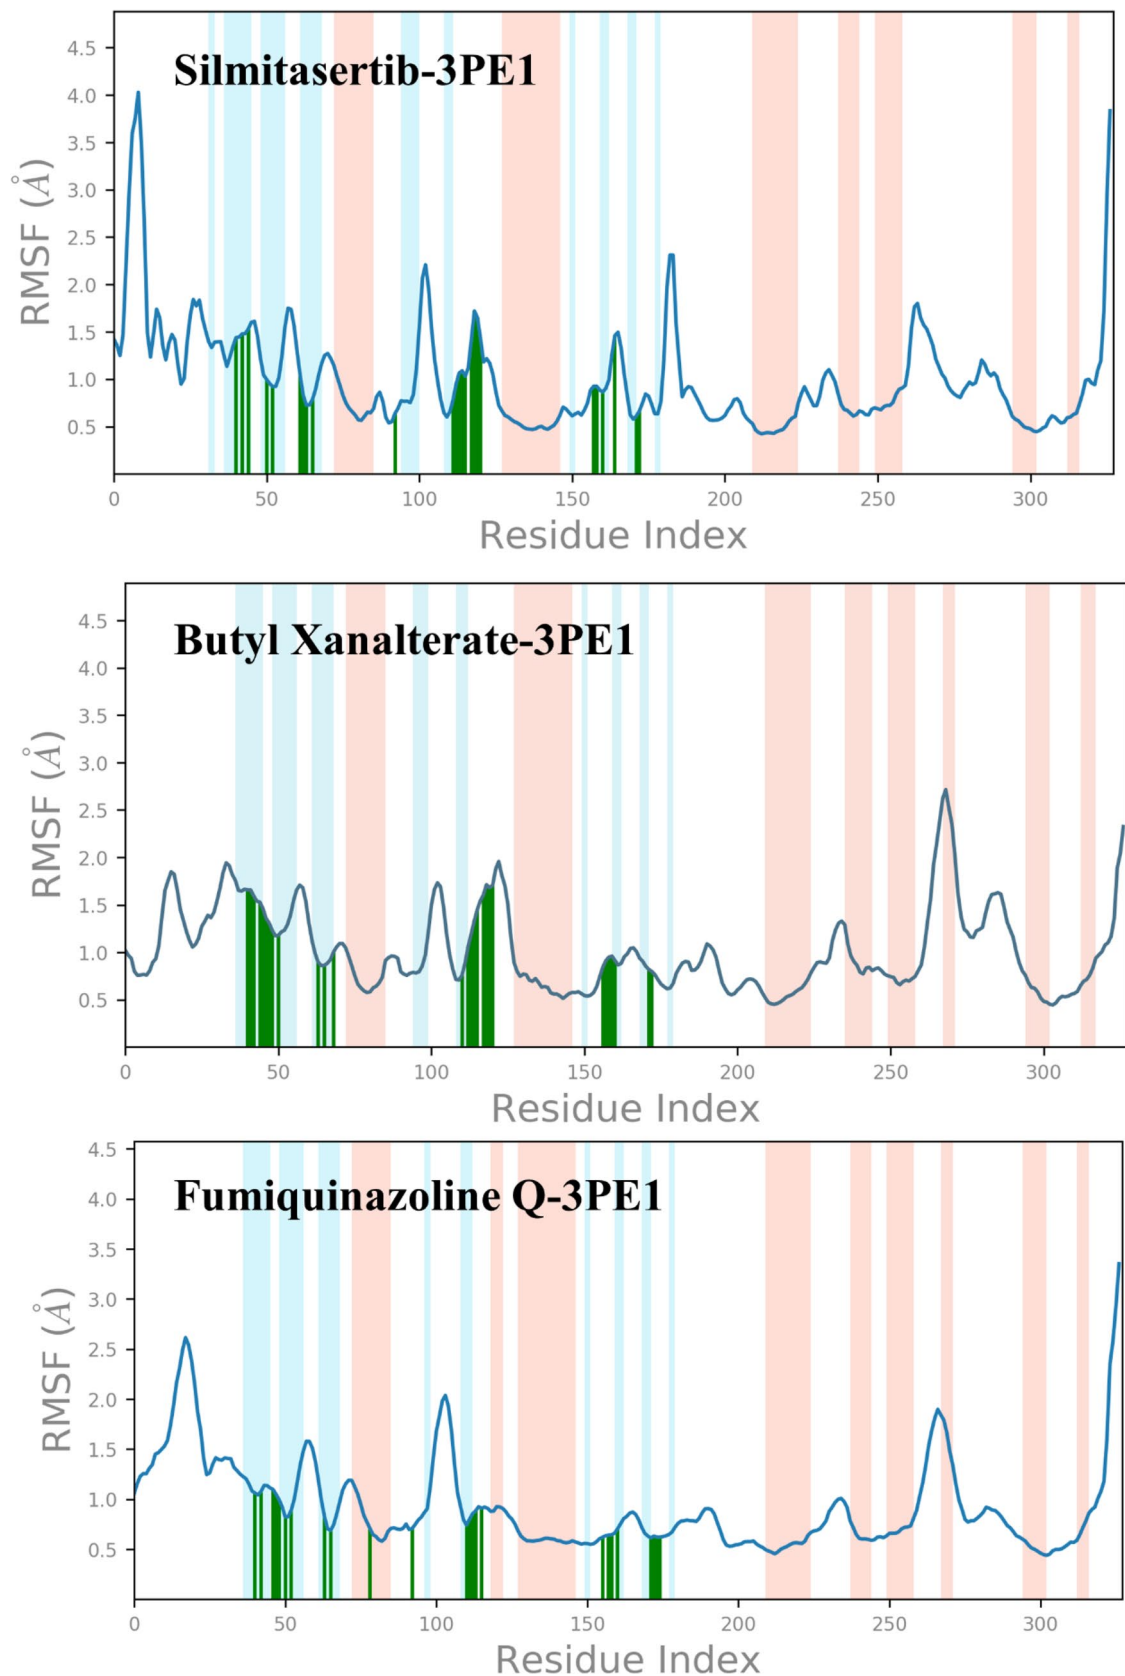 Silmitasertib-3PE1
RMSF (Å)
4.5
4.0
3.5
3.0
2.5
2.0
1.5
1.0
0.5
0 50 100 150 200 250 300
Residue Index
Butyl Xanalterate-3PE1
RMSF (Å)
4.5
4.0
3.5
3.0
2.5
2.0
1.5
1.0
0.5
0 50 100 150 200 250 300
Residue Index
Fumiquinazoline Q-3PE1
RMSF (Å)
4.5
4.0
3.5
3.0
2.5
2.0
1.5
1.0
0.5
0 50 100 150 200 250 300
Residue Index